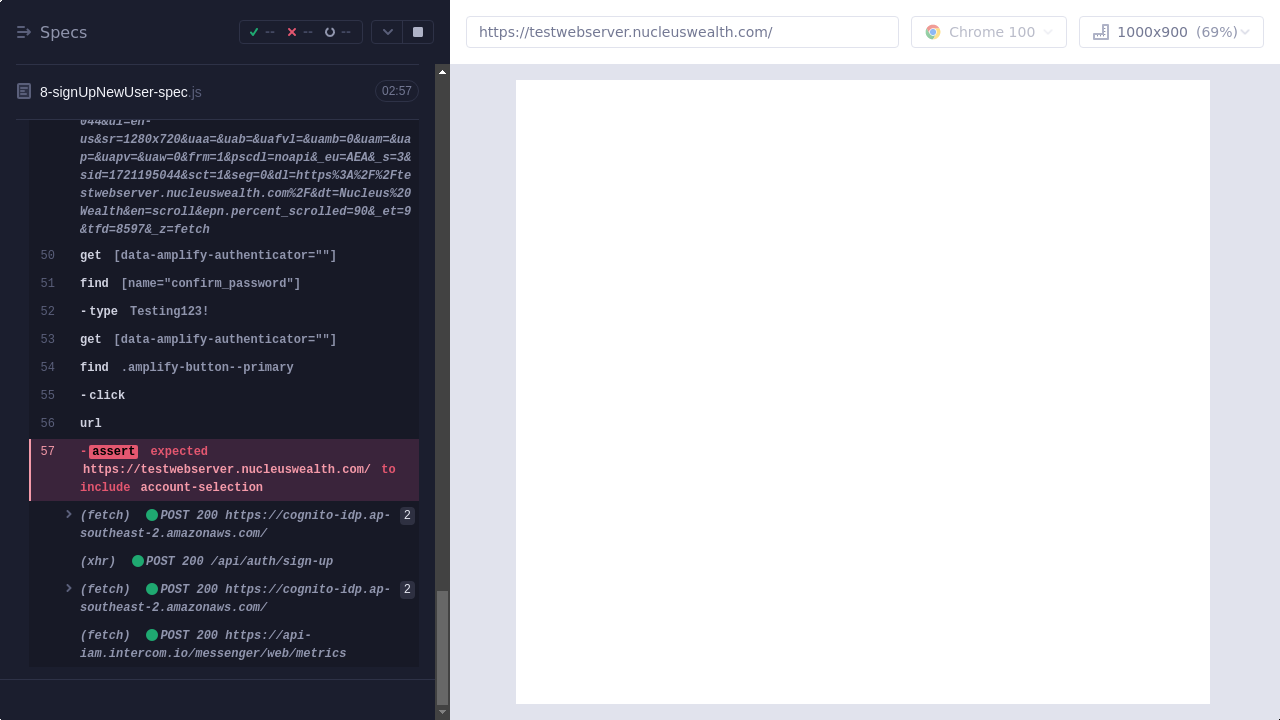 Specs
--
--
--
https://testwebserver.nucleuswealth.com/
Chrome 100
1000x900 (69%)
8-signUpNewUser-spec.js
02:57
044&ul=en-
us&sr=1280x720&uaa=&uab=&uafvl=&uamb=0&uam=&ua
p=&uapv=&uaw=0&frm=1&pscdl=noapi&_eu=AEA&_s=3&
sid=1721195044&sct=1&seg=0&dl=https%3A%2F%2Fte
stwebserver.nucleuswealth.com%2F&dt=Nucleus%20
Wealth&en=scroll&epn.percent_scrolled=90&_et=9
&tfd=8597&_z=fetch
50 get [data-amplify-authenticator=""]
51 find [name="confirm_password"]
52 -type Testing123!
53 get [data-amplify-authenticator=""]
54 find .amplify-button--primary
55 -click
56 url
57 -assert expected
https://testwebserver.nucleuswealth.com/ to
include account-selection
(fetch) POST 200 https://cognito-idp.ap- 2
southeast-2.amazonaws.com/
(xhr) POST 200 /api/auth/sign-up
(fetch) POST 200 https://cognito-idp.ap- 2
southeast-2.amazonaws.com/
(fetch) POST 200 https://api-
iam.intercom.io/messenger/web/metrics